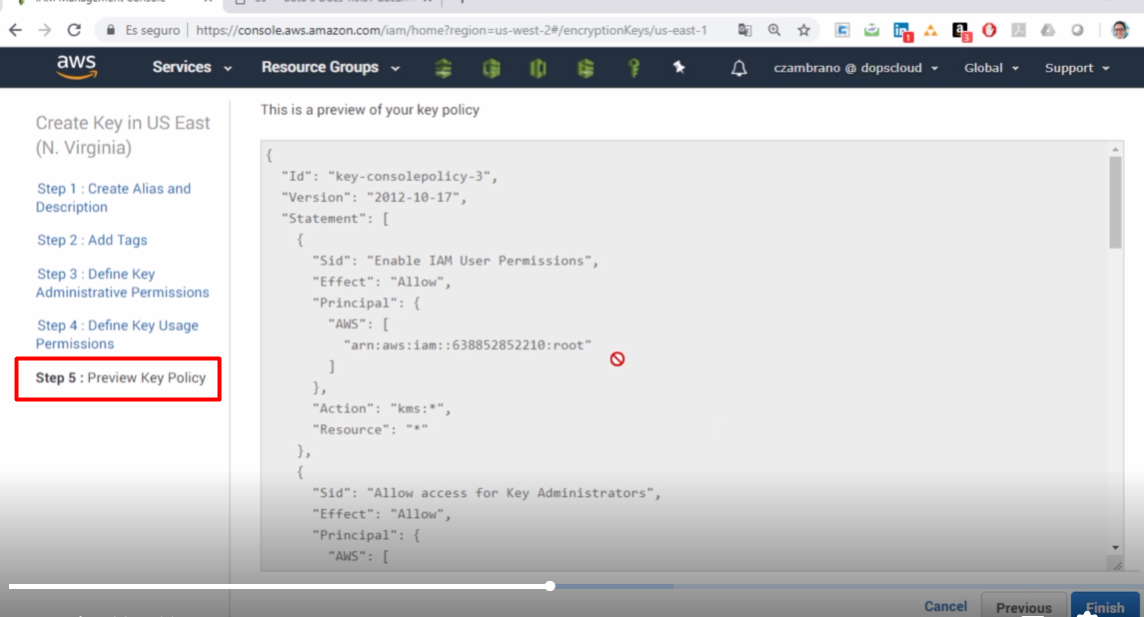 Es seguro | https://console.aws.amazon.com/iam/home?region=us-west-2#/encryptionKeys/us-east-1
aws
Services
Resource Groups
czambrano @ dopscloud
Global
Support
Create Key in US East
(N. Virginia)
Step 1 : Create Alias and
Description
Step 2 : Add Tags
Step 3 : Define Key
Administrative Permissions
Step 4 : Define Key Usage
Permissions
Step 5 : Preview Key Policy
This is a preview of your key policy
{
"Id": "key-consolepolicy-3",
"Version": "2012-10-17",
"Statement": [
{
"Sid": "Enable IAM User Permissions",
"Effect": "Allow",
"Principal": {
"AWS": [
"arn:aws:iam::638852852210:root"
]
},
"Action": "kms:*",
"Resource": "*"
},
{
"Sid": "Allow access for Key Administrators",
"Effect": "Allow",
"Principal": {
"AWS": [
Cancel
Previous
Finish